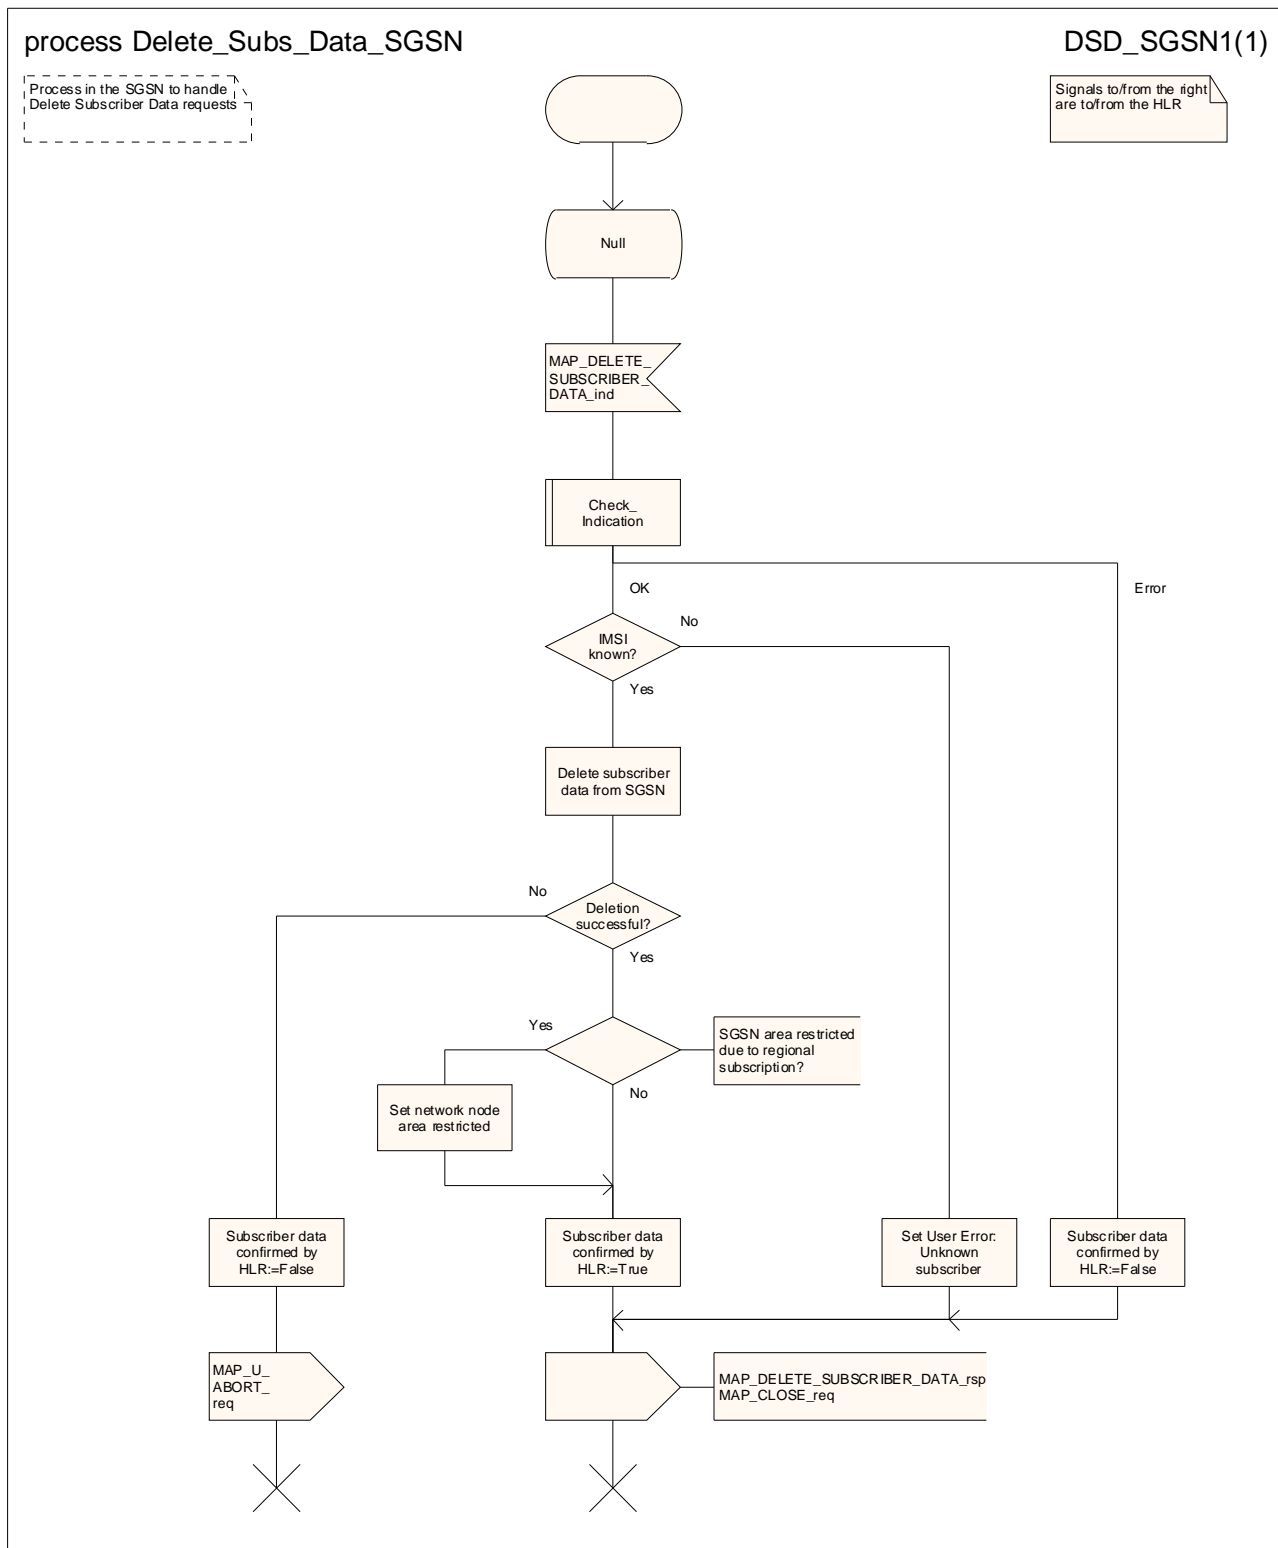 process Delete_Subs_Data_SGSN
DSD_SGSN1(1)
Process in the SGSN to handle
Delete Subscriber Data requests
Signals to/from the right
are to/from the HLR
Null
MAP_DELETE_
SUBSCRIBER_
DATA_ind
Check_
Indication
OK
Error
IMSI
known?
No
Yes
Delete subscriber
data from SGSN
No
Deletion
successful?
Yes
Yes
SGSN area restricted
due to regional
subscription?
No
Set network node
area restricted
Subscriber data
confirmed by
HLR:=False
Subscriber data
confirmed by
HLR:=True
Set User Error:
Unknown
subscriber
Subscriber data
confirmed by
HLR:=False
MAP_U_
ABORT_
req
MAP_DELETE_SUBSCRIBER_DATA_rsp
MAP_CLOSE_req